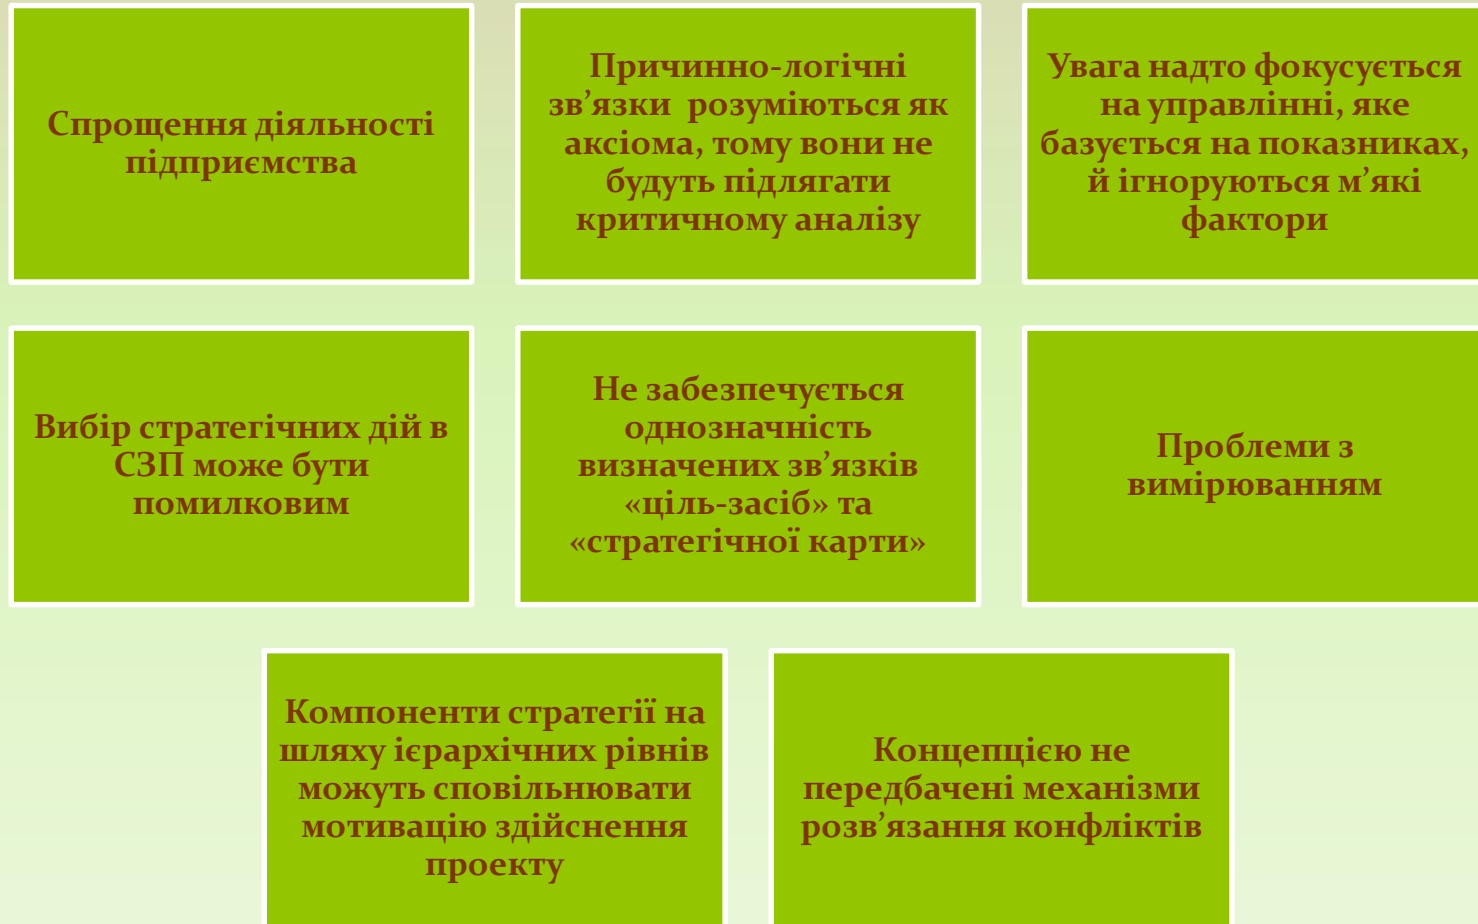 Спрощення діяльності
підприємства
Причинно-логічні
зв’язки розуміються як
аксіома, тому вони не
будуть підлягати
критичному аналізу
Увага надто фокусується
на управлінні, яке
базується на показниках,
й ігноруються м’які
фактори
Вибір стратегічних дій в
СЗП може бути
помилковим
Не забезпечується
однозначність
визначених зв’язків
«ціль-засіб» та
«стратегічної карти»
Проблеми з
вимірюванням
Компоненти стратегії на
шляху ієрархічних рівнів
можуть сповільнювати
мотивацію здійснення
проекту
Концепцією не
передбачені механізми
розв’язання конфліктів